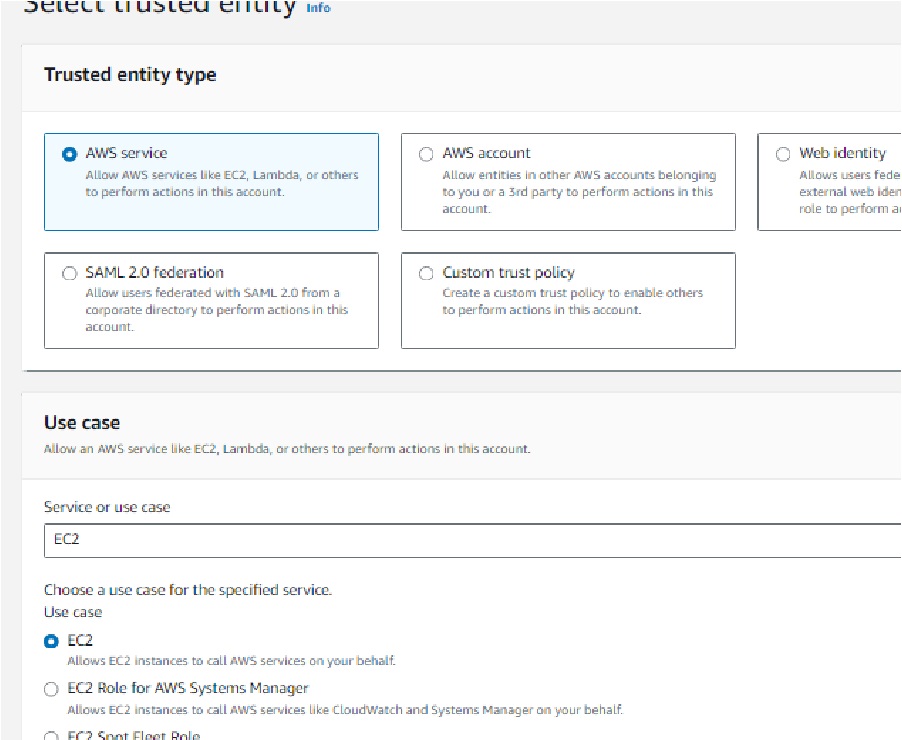 Select trusted entity Info
Trusted entity type
AWS service
Allow AWS services like EC2, Lambda, or others
to perform actions in this account.
AWS account
Allow entities in other AWS accounts belonging
to you or a 3rd party to perform actions in this
account.
Web identity
Allows users fede
external web iden
role to perform a
SAML 2.0 federation
Allow users federated with SAML 2.0 from a
corporate directory to perform actions in this
account.
Custom trust policy
Create a custom trust policy to enable others
to perform actions in this account.
Use case
Allow an AWS service like EC2, Lambda, or others to perform actions in this account.
Service or use case
EC2
Choose a use case for the specified service.
Use case
EC2
Allows EC2 instances to call AWS services on your behalf.
EC2 Role for AWS Systems Manager
Allows EC2 instances to call AWS services like CloudWatch and Systems Manager on your behalf.
EC2 Spot Fleet Role